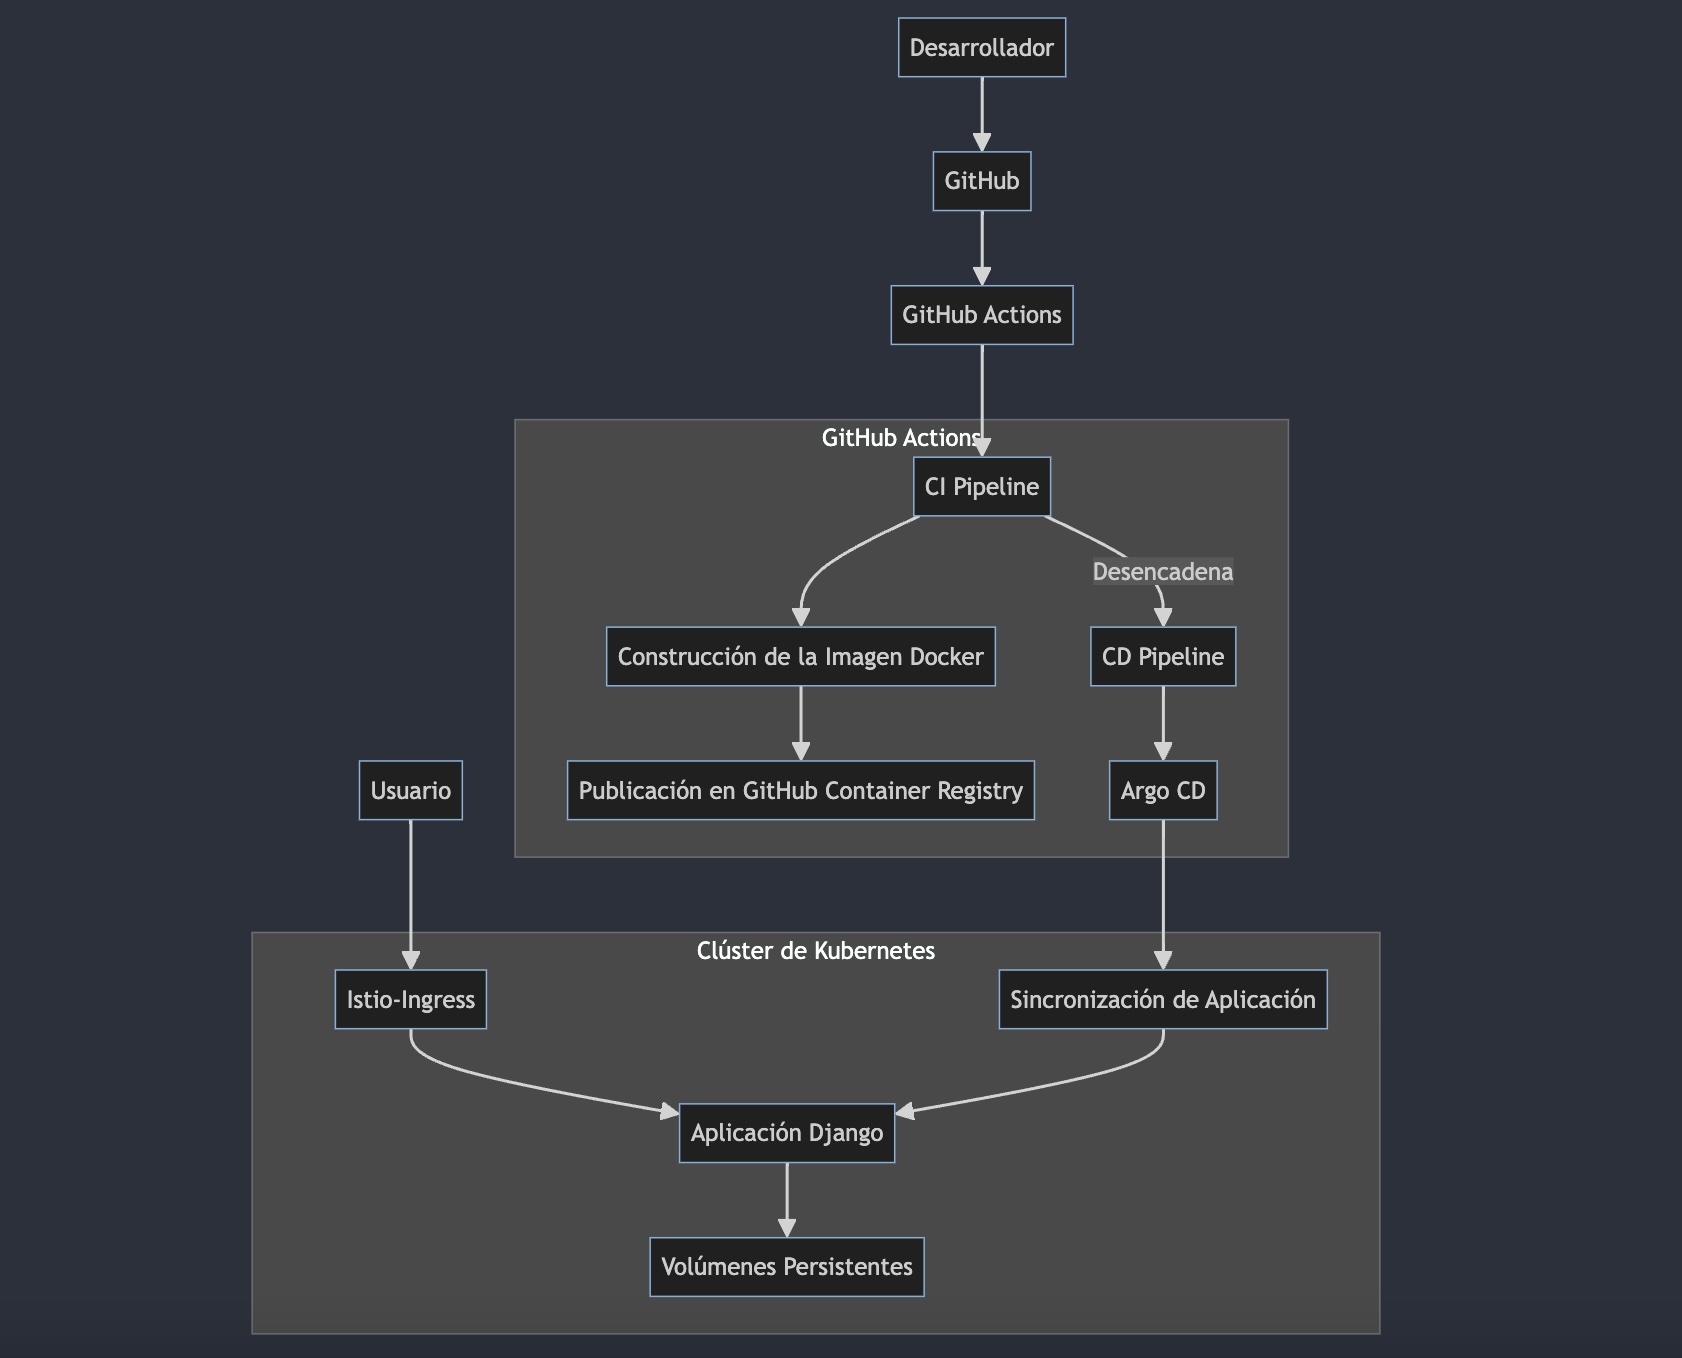 Desarrollador
GitHub
GitHub Actions
GitHub Actions
CI Pipeline
Desencadena
Construcción de la Imagen Docker
CD Pipeline
Usuario
Publicación en GitHub Container Registry
Argo CD
Clúster de Kubernetes
Istio-Ingress
Sincronización de Aplicación
Aplicación Django
Volúmenes Persistentes